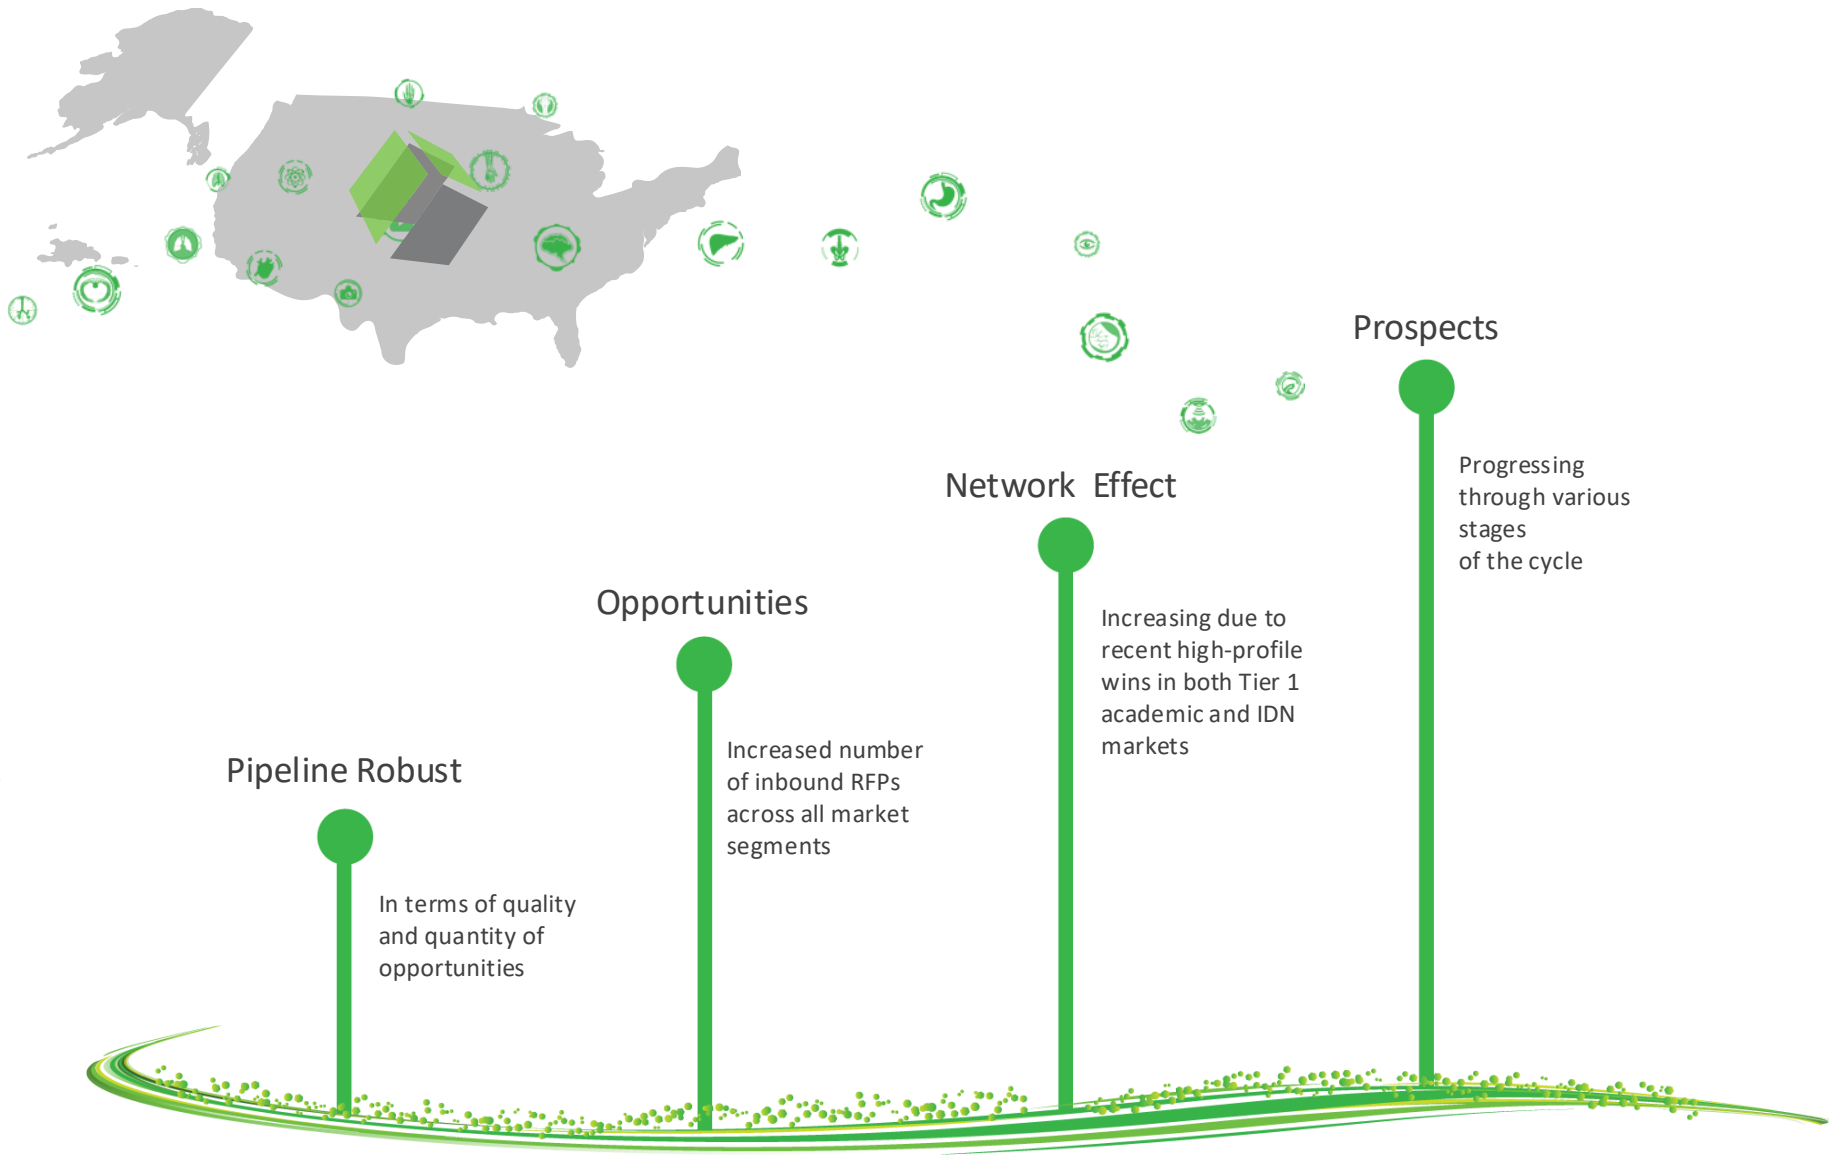 Prospects
Progressing
through various
stages
of the cycle
Network Effect
Increasing due to
recent high-profile
wins in both Tier 1
academic and IDN
markets
Opportunities
Increased number
of inbound RFPs
across all market
segments
Pipeline Robust
In terms of quality
and quantity of
opportunities